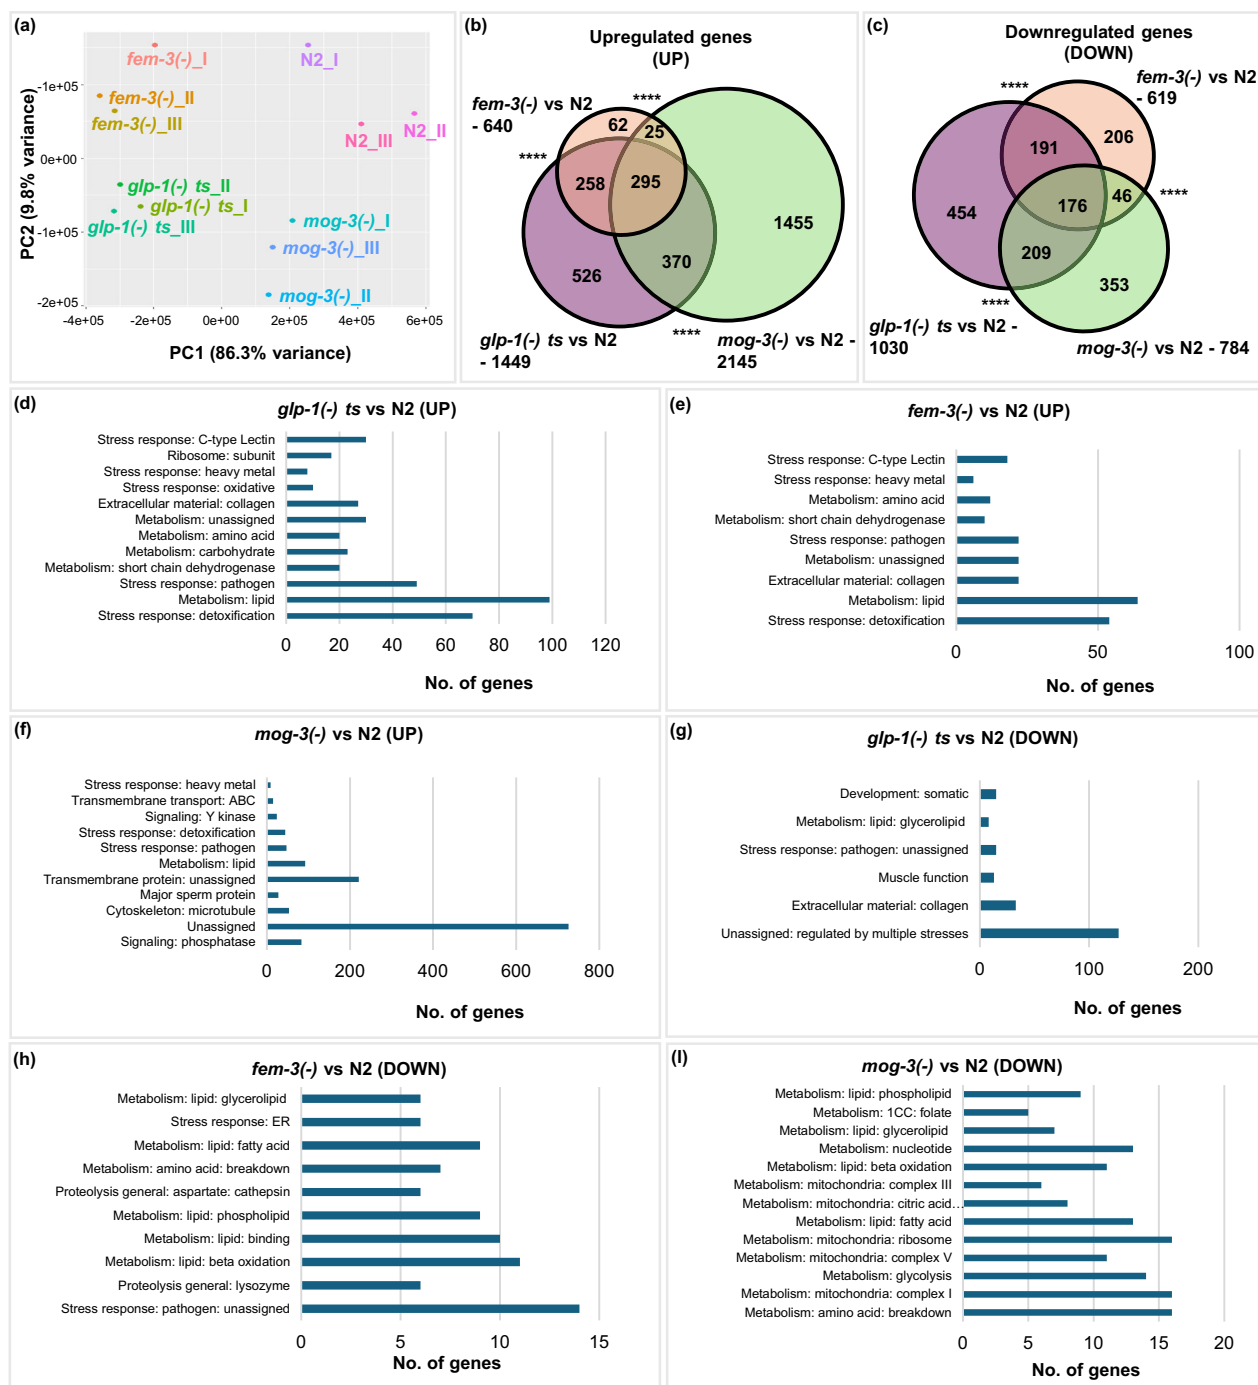 (a)
fem-3(-)_I
N2_I
-1e+05
fem-3(-)_II
fem-3(-)_III
N2_II
N2_III
0e+00
glp-1(-) ts_II
glp-1(-) ts_I
glp-1(-) ts_III
mog-3(-)_I
-1e+05
mog-3(-)_III
mog-3(-)_II
-2e+05
-4e+05 -2e+05 0e+00 2e+05 4e+05 6e+05
PC2 (9.8% variance)
PC1 (86.3% variance)
(b)
Upregulated genes
(UP)
fem-3(-) vs N2
- 640
****
62
25
****
258
295
1455
526
370
glp-1(-) ts vs N2
- 1449
****
mog-3(-) vs N2 -
2145
(c)
Downregulated genes
(DOWN)
****
fem-3(-) vs N2
- 619
191
206
****
454
176
46
209
353
****
glp-1(-) ts vs N2 -
1030
mog-3(-) vs N2 - 784
(d)
glp-1(-) ts vs N2 (UP)
Stress response: C-type Lectin
Ribosome: subunit
Stress response: heavy metal
Stress response: oxidative
Extracellular material: collagen
Metabolism: unassigned
Metabolism: amino acid
Metabolism: carbohydrate
Metabolism: short chain dehydrogenase
Stress response: pathogen
Metabolism: lipid
Stress response: detoxification
0 20 40 60 80 100 120
No. of genes
(e)
fem-3(-) vs N2 (UP)
Stress response: C-type Lectin
Stress response: heavy metal
Metabolism: amino acid
Metabolism: short chain dehydrogenase
Stress response: pathogen
Metabolism: unassigned
Extracellular material: collagen
Metabolism: lipid
Stress response: detoxification
0 50 100
No. of genes
(f)
mog-3(-) vs N2 (UP)
Stress response: heavy metal
Transmembrane transport: ABC
Signaling: Y kinase
Stress response: detoxification
Stress response: pathogen
Metabolism: lipid
Transmembrane protein: unassigned
Major sperm protein
Cytoskeleton: microtubule
Unassigned
Signaling: phosphatase
0 200 400 600 800
No. of genes
(g)
glp-1(-) ts vs N2 (DOWN)
Development: somatic
Metabolism: lipid: glycerolipid
Stress response: pathogen: unassigned
Muscle function
Extracellular material: collagen
Unassigned: regulated by multiple stresses
0 100 200
No. of genes
(h)
fem-3(-) vs N2 (DOWN)
Metabolism: lipid: glycerolipid
Stress response: ER
Metabolism: lipid: fatty acid
Metabolism: amino acid: breakdown
Proteolysis general: aspartate: cathepsin
Metabolism: lipid: phospholipid
Metabolism: lipid: binding
Metabolism: lipid: beta oxidation
Proteolysis general: lysozyme
Stress response: pathogen: unassigned
0 5 10 15
No. of genes
(I)
mog-3(-) vs N2 (DOWN)
Metabolism: lipid: phospholipid
Metabolism: 1CC: folate
Metabolism: lipid: glycerolipid
Metabolism: nucleotide
Metabolism: lipid: beta oxidation
Metabolism: mitochondria: complex III
Metabolism: mitochondria: citric acid…
Metabolism: lipid: fatty acid
Metabolism: mitochondria: ribosome
Metabolism: mitochondria: complex V
Metabolism: glycolysis
Metabolism: mitochondria: complex I
Metabolism: amino acid: breakdown
0 5 10 15 20
No. of genes